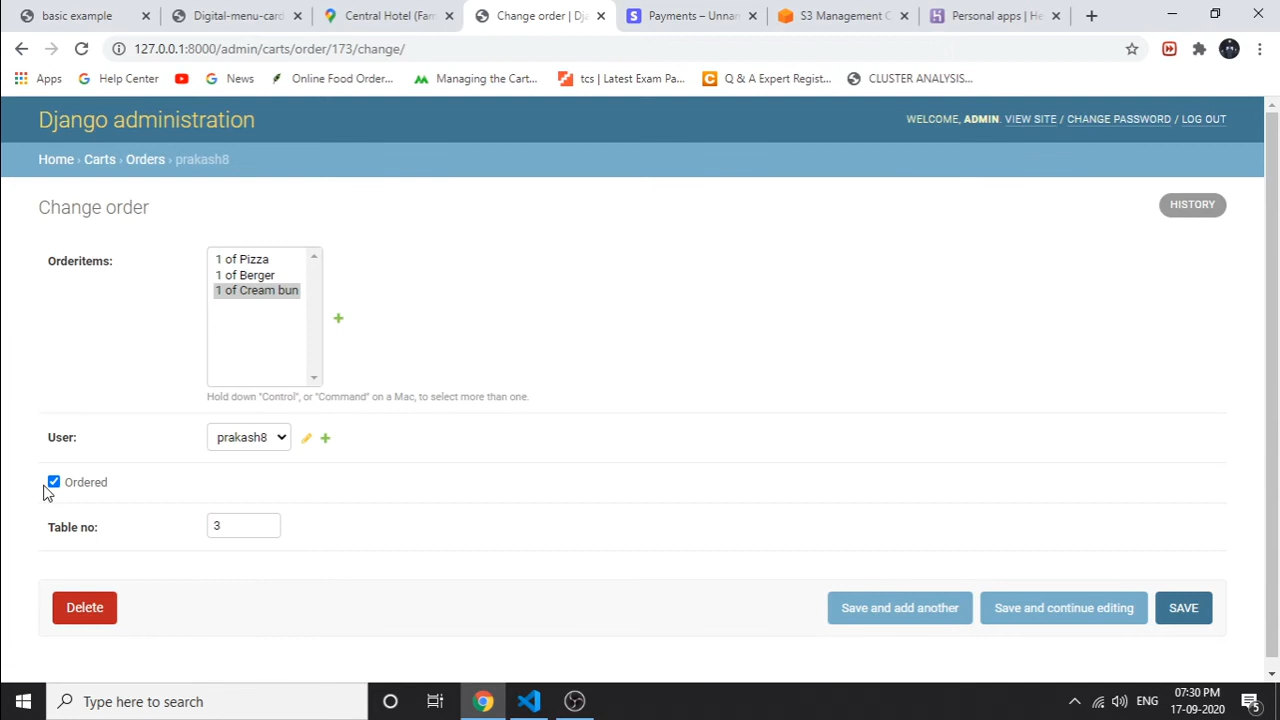 basic example
Digital-menu-card
Central Hotel (Fam
Change order | Dja
Payments – Unnam
S3 Management C
Personal apps | He
127.0.0.1:8000/admin/carts/order/173/change/
Apps
Help Center
News
Online Food Order...
Managing the Cart...
tcs | Latest Exam Pa...
Q & A Expert Regist...
CLUSTER ANALYSIS...
Django administration
WELCOME, ADMIN. VIEW SITE / CHANGE PASSWORD / LOG OUT
Home › Carts › Orders › prakash8
Change order
HISTORY
Orderitems:
1 of Pizza
1 of Berger
1 of Cream bun
Hold down "Control", or "Command" on a Mac, to select more than one.
User:
prakash8
Ordered
Table no:
3
Delete
Save and add another
Save and continue editing
SAVE
Type here to search
ENG
07:30 PM
17-09-2020
5